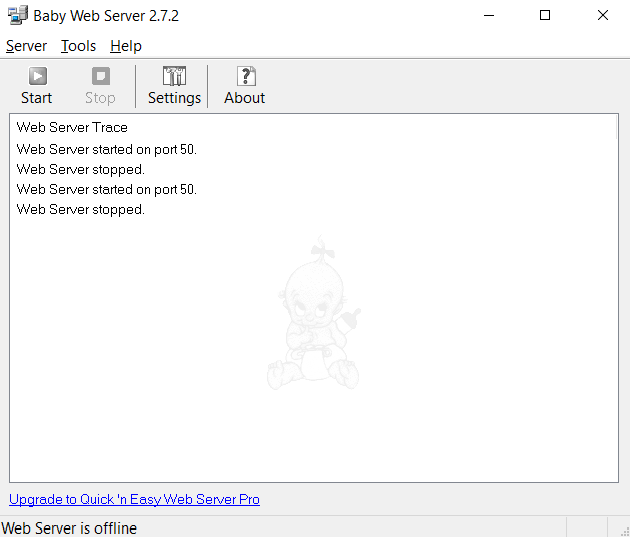 Baby Web Server 2.7.2
Server Tools Help
Start Stop Settings About
Web Server Trace
Web Server started on port 50.
Web Server stopped.
Web Server started on port 50.
Web Server stopped.
Upgrade to Quick 'n Easy Web Server Pro
Web Server is offline